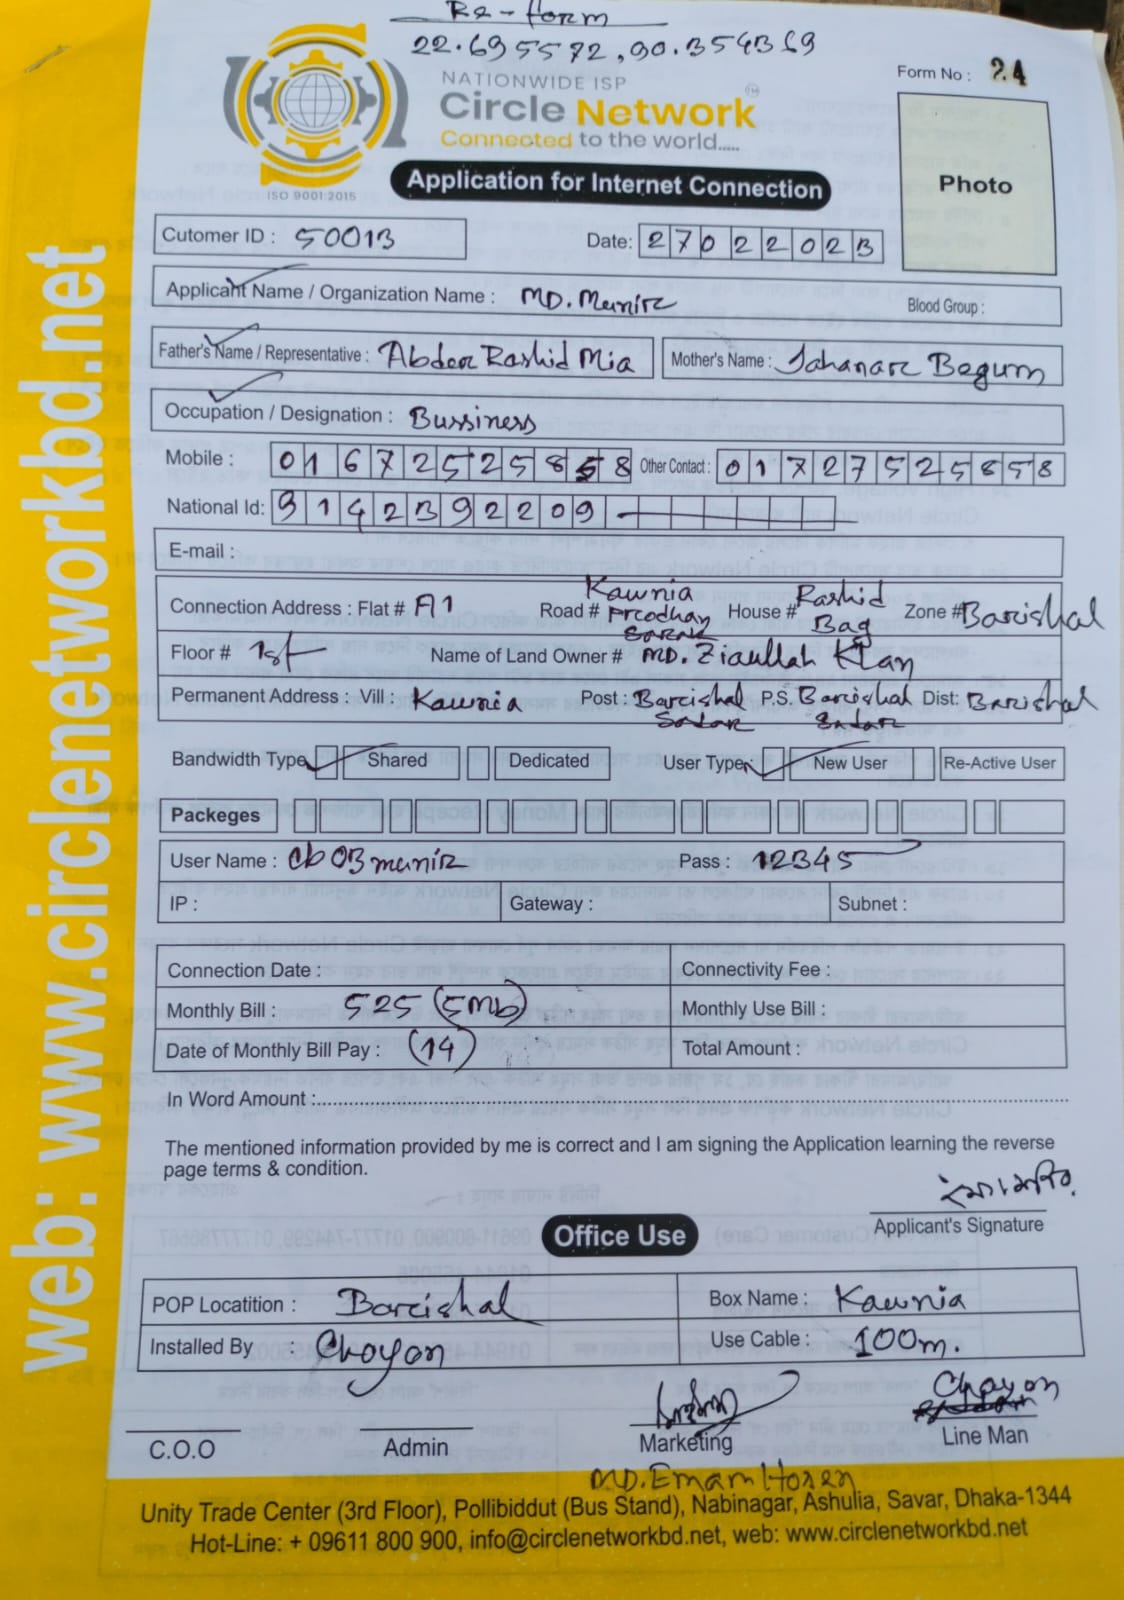 Re-form
22.695572, 90.354369
NATIONWIDE ISP
Circle Network
TM
Connected to the world.....
ISO 9001:2015
Form No : 24
Photo
Application for Internet Connection
Cutomer ID : 50013
Date: 27022023
Applicant Name / Organization Name : MD. Munir
Blood Group :
Father's Name / Representative : Abdur Rashid Mia
Mother's Name : Jahanar Begum
Occupation / Designation : Bussiness
Mobile : 01672525858
Other Contact : 01727525858
National Id: 9142392209
E-mail :
Connection Address : Flat # A1 Road # Kawnia Prodhan Sarak House # Rashid Bag Zone # Barishal
Floor # 1st Name of Land Owner # MD. Ziaullah Khan
Permanent Address : Vill : Kawnia Post : Barishal Sadar P.S. Barishal Sadar Dist: Barishal
Bandwidth Type Shared Dedicated User Type New User Re-Active User
Packeges
User Name : cb03munir Pass : 12345
IP : Gateway : Subnet :
Connection Date : Connectivity Fee :
Monthly Bill : 525 (5Mb) Monthly Use Bill :
Date of Monthly Bill Pay : (14) Total Amount :
In Word Amount :
The mentioned information provided by me is correct and I am signing the Application learning the reverse
page terms & condition.
Applicant's Signature
Office Use
POP Locatition : Barishal Box Name : Kawnia
Installed By : Choyon Use Cable : 100m.
Choyon
C.O.O Admin Marketing Line Man
MD. Emam Hosen
Unity Trade Center (3rd Floor), Pollibiddut (Bus Stand), Nabinagar, Ashulia, Savar, Dhaka-1344
Hot-Line: + 09611 800 900, info@circlenetworkbd.net, web: www.circlenetworkbd.net
web: www.circlenetworkbd.net